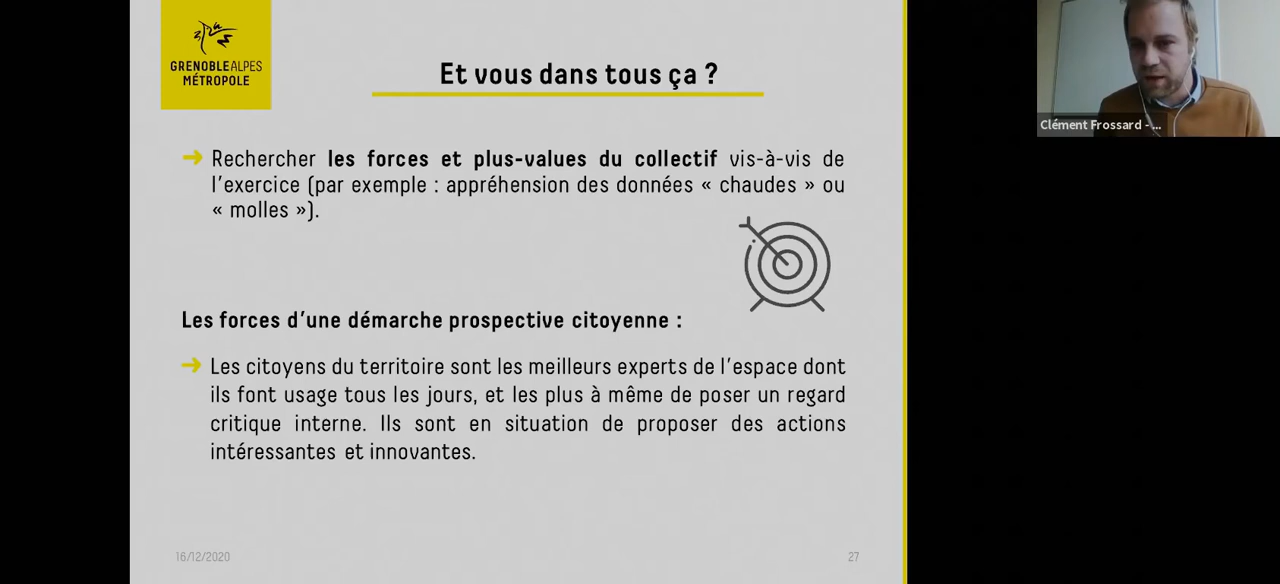 GRENOBLEALPES
MÉTROPOLE
Et vous dans tous ça ?
Rechercher les forces et plus-values du collectif vis-à-vis de
l'exercice (par exemple : appréhension des données « chaudes » ou
« molles »).
Les forces d'une démarche prospective citoyenne :
Les citoyens du territoire sont les meilleurs experts de l'espace dont
ils font usage tous les jours, et les plus à même de poser un regard
critique interne. Ils sont en situation de proposer des actions
intéressantes et innovantes.
16/12/2020
27
Clément Frossard - ...